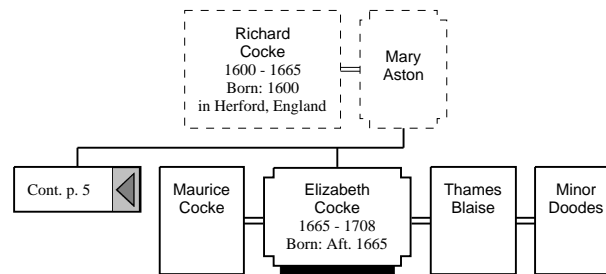 Richard
Cocke
1600 - 1665
Born: 1600
in Herford, England
Mary
Aston
Cont. p. 5
Maurice
Cocke
Elizabeth
Cocke
1665 - 1708
Born: Aft. 1665
Thames
Blaise
Minor
Doodes